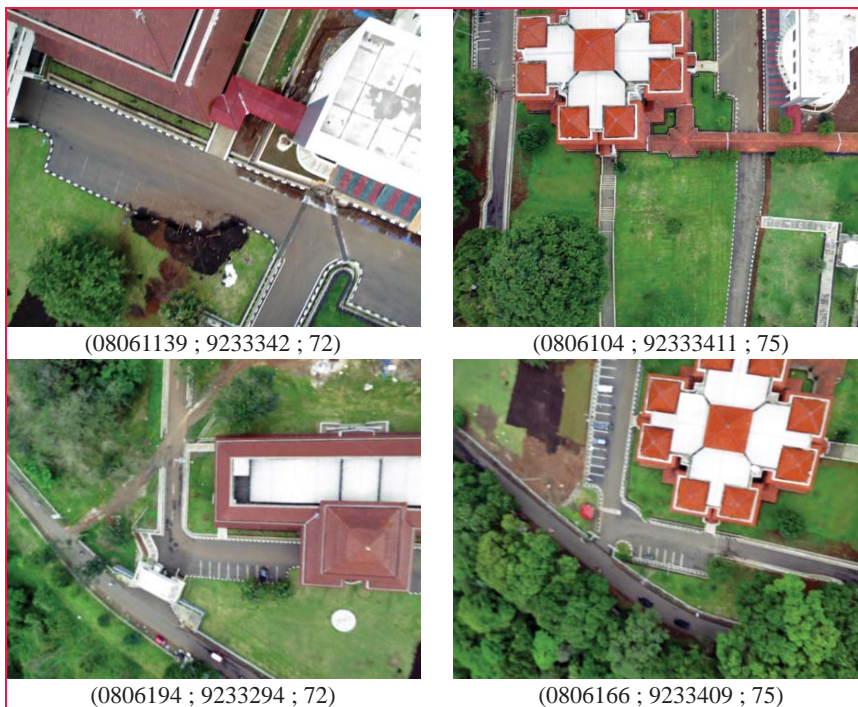 (08061139 ; 9233342 ; 72)
(0806104 ; 92333411 ; 75)
(0806194 ; 9233294 ; 72)
(0806166 ; 9233409 ; 75)